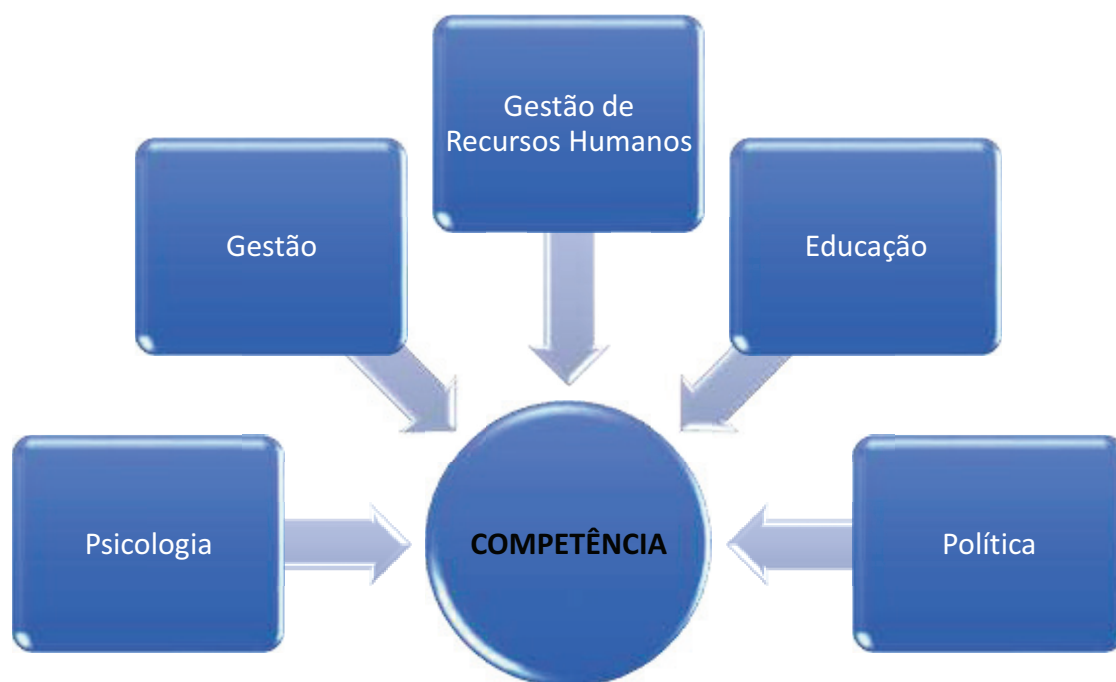 Gestão de
Recursos Humanos
Gestão
Educação
Psicologia
COMPETÊNCIA
Política